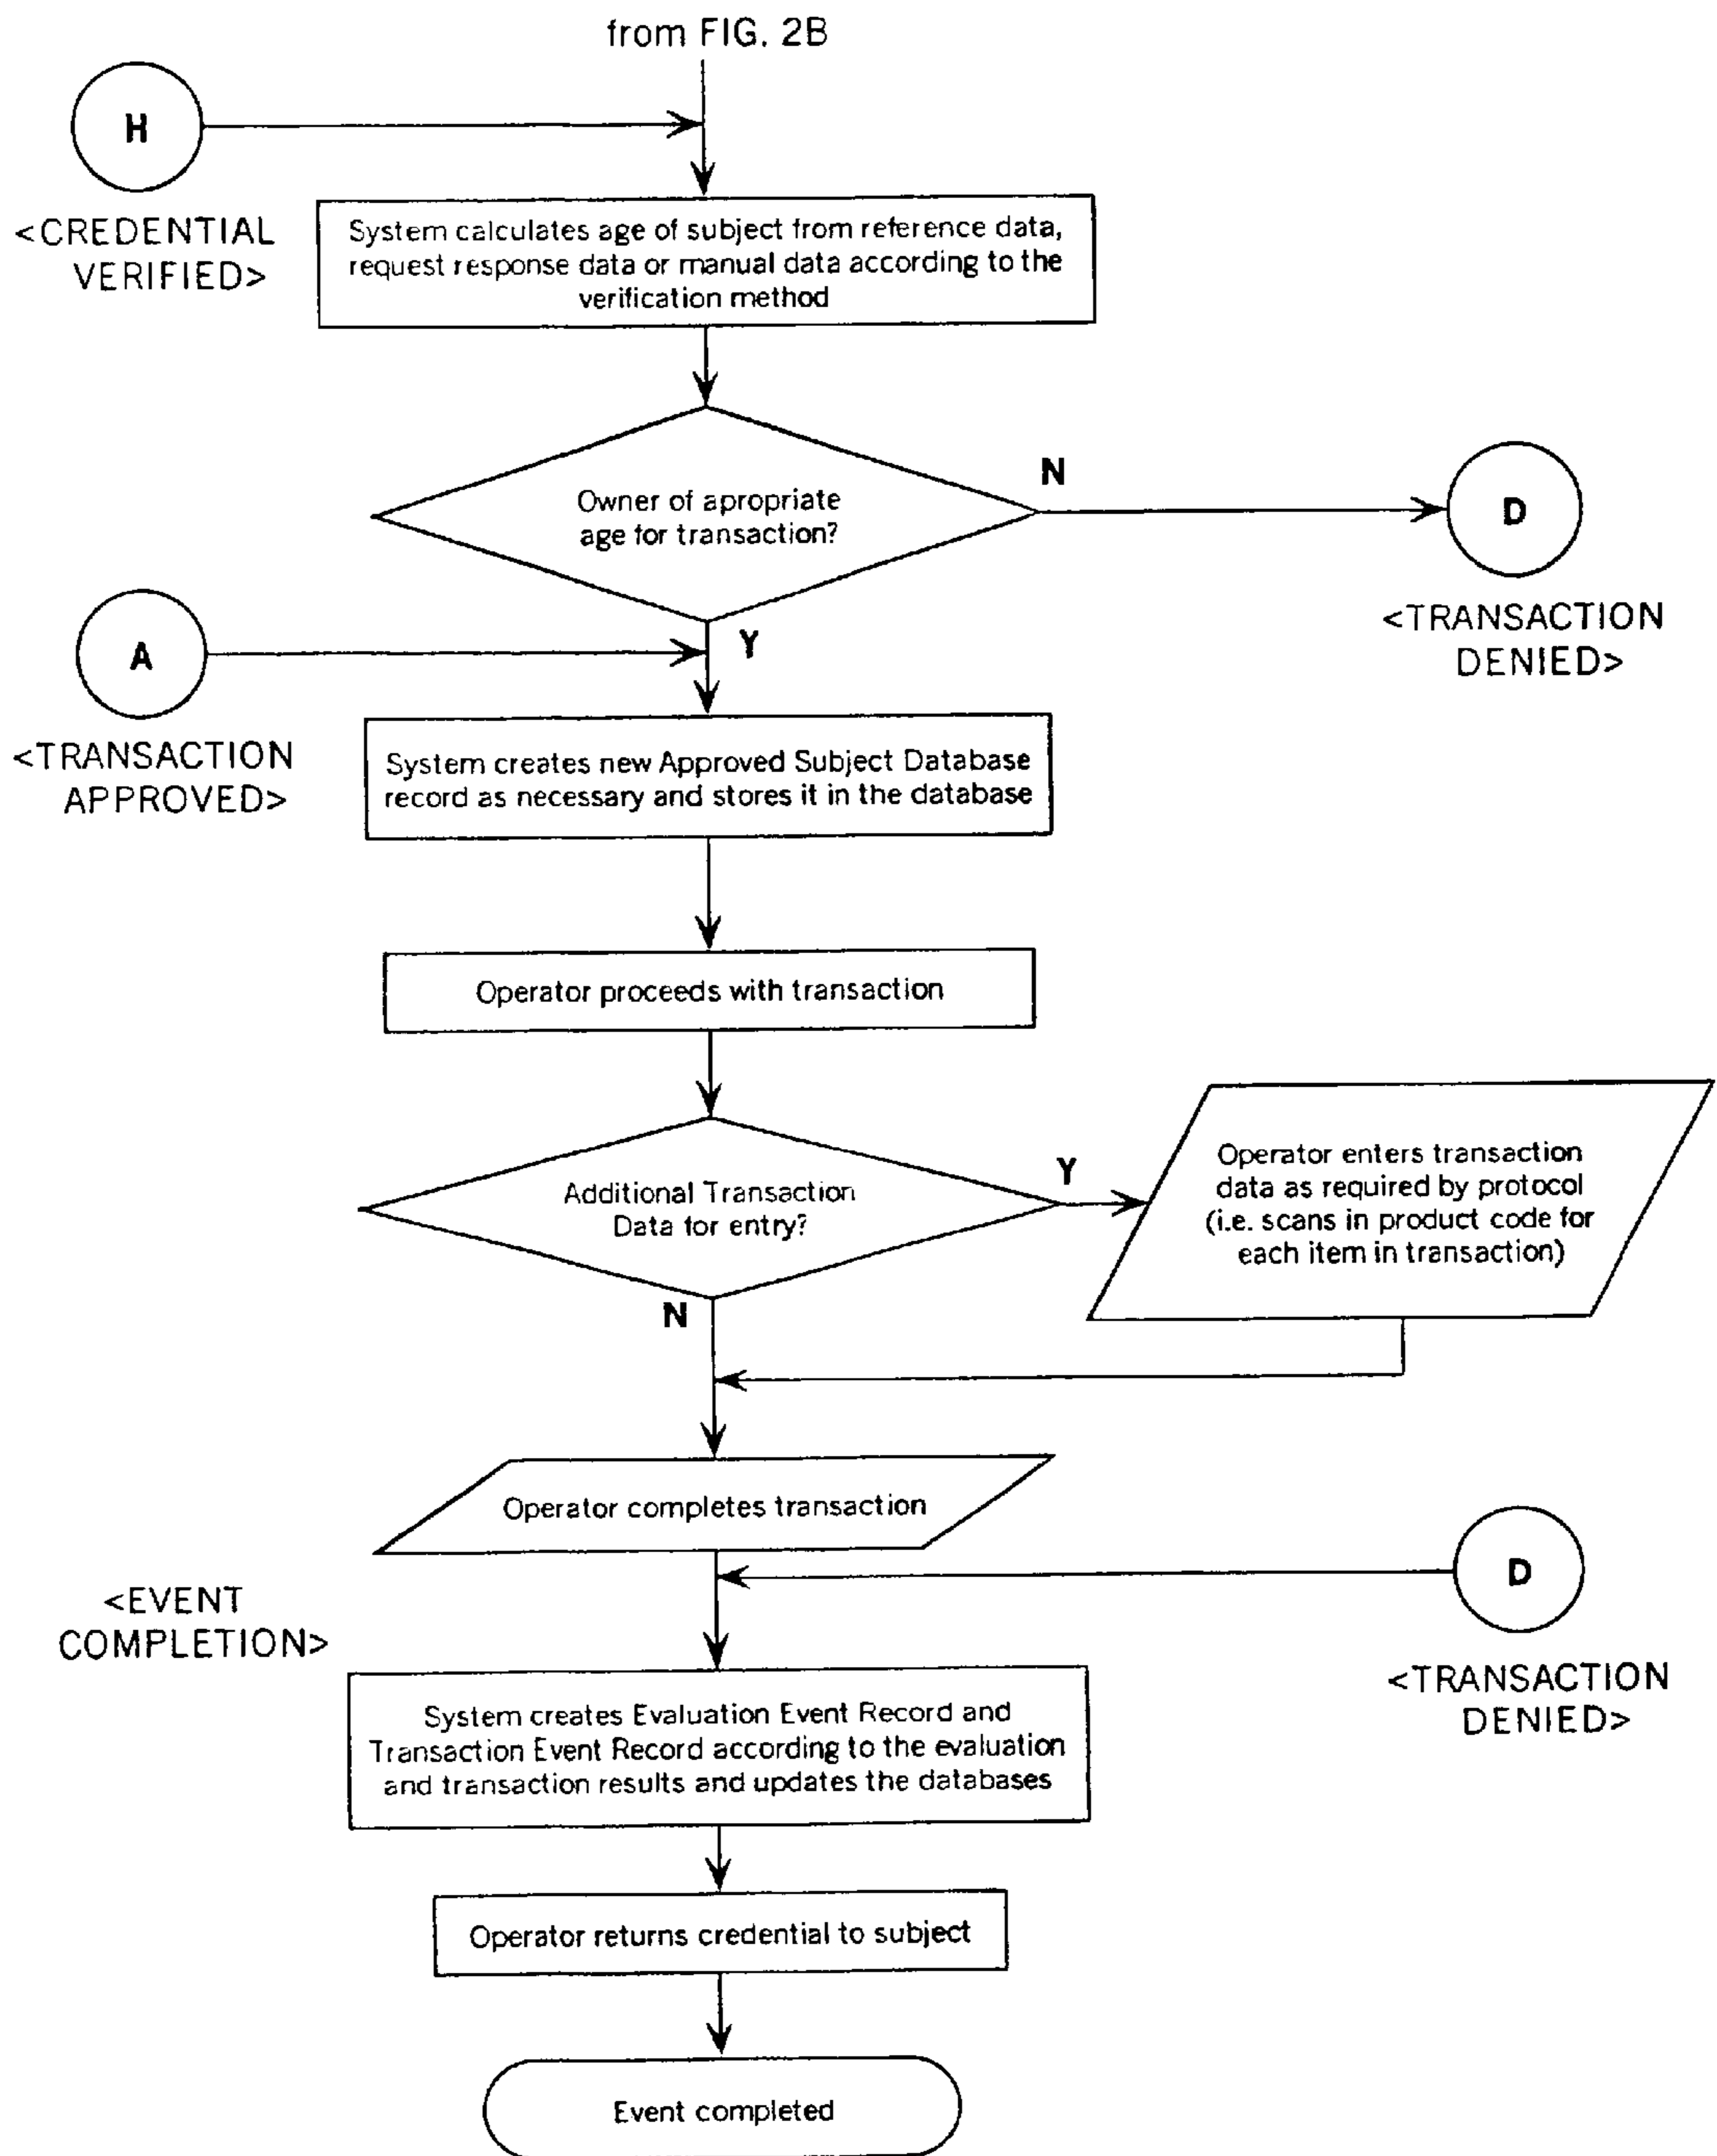 from FIG. 2B
H
<CREDENTIAL
VERIFIED>
System calculates age of subject from reference data,
request response data or manual data according to the
verification method
Owner of apropriate
age for transaction?
N
D
<TRANSACTION
DENIED>
A
Y
<TRANSACTION
APPROVED>
System creates new Approved Subject Database
record as necessary and stores it in the database
Operator proceeds with transaction
Additional Transaction
Data for entry?
Y
Operator enters transaction
data as required by protocol
(i.e. scans in product code for
each item in transaction)
N
Operator completes transaction
D
<EVENT
COMPLETION>
<TRANSACTION
DENIED>
System creates Evaluation Event Record and
Transaction Event Record according to the evaluation
and transaction results and updates the databases
Operator returns credential to subject
Event completed